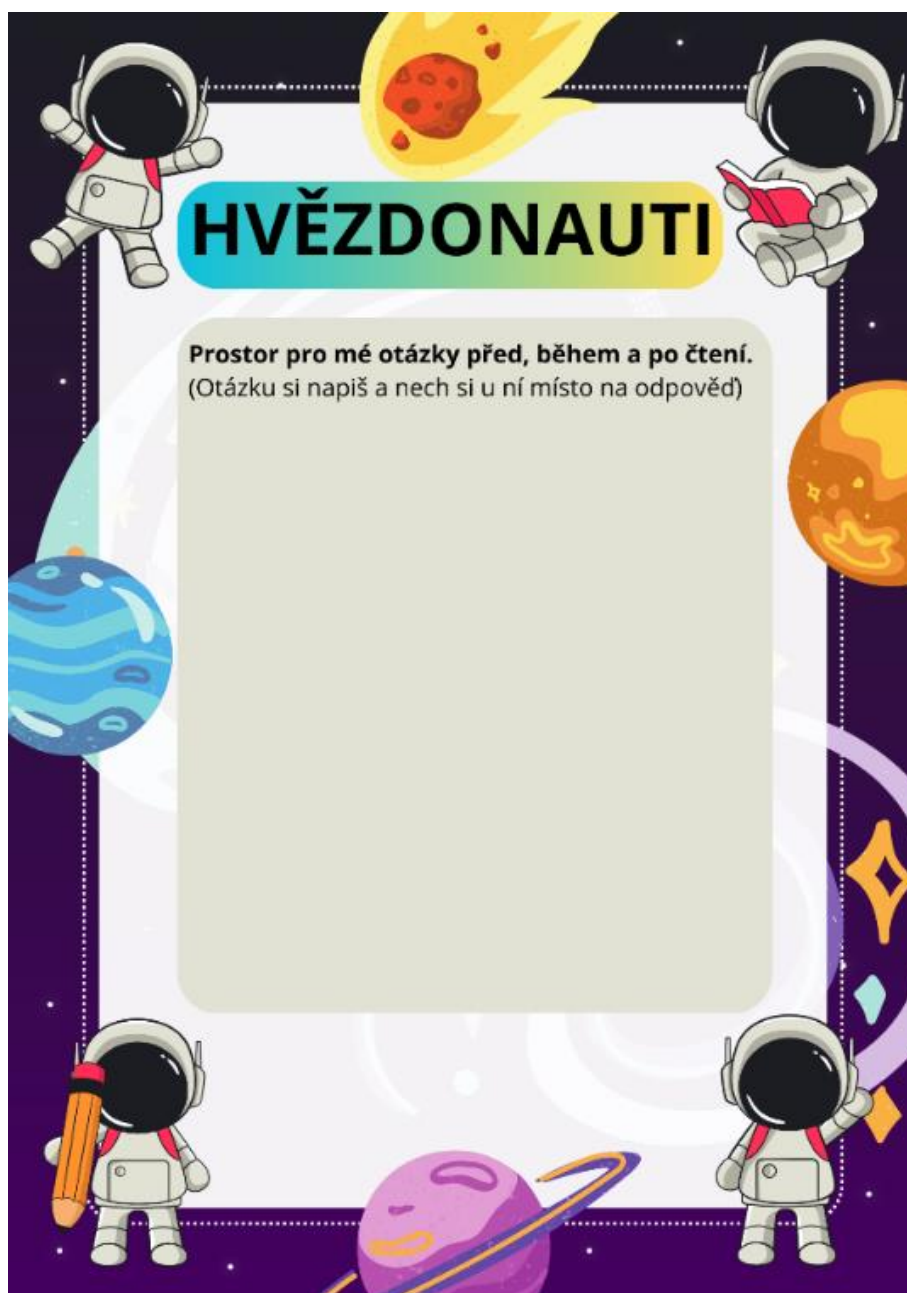 HVĚZDONAUTI
Prostor pro mé otázky před, během a po čtení.
(Otázku si napiš a nech si u ní místo na odpověď)